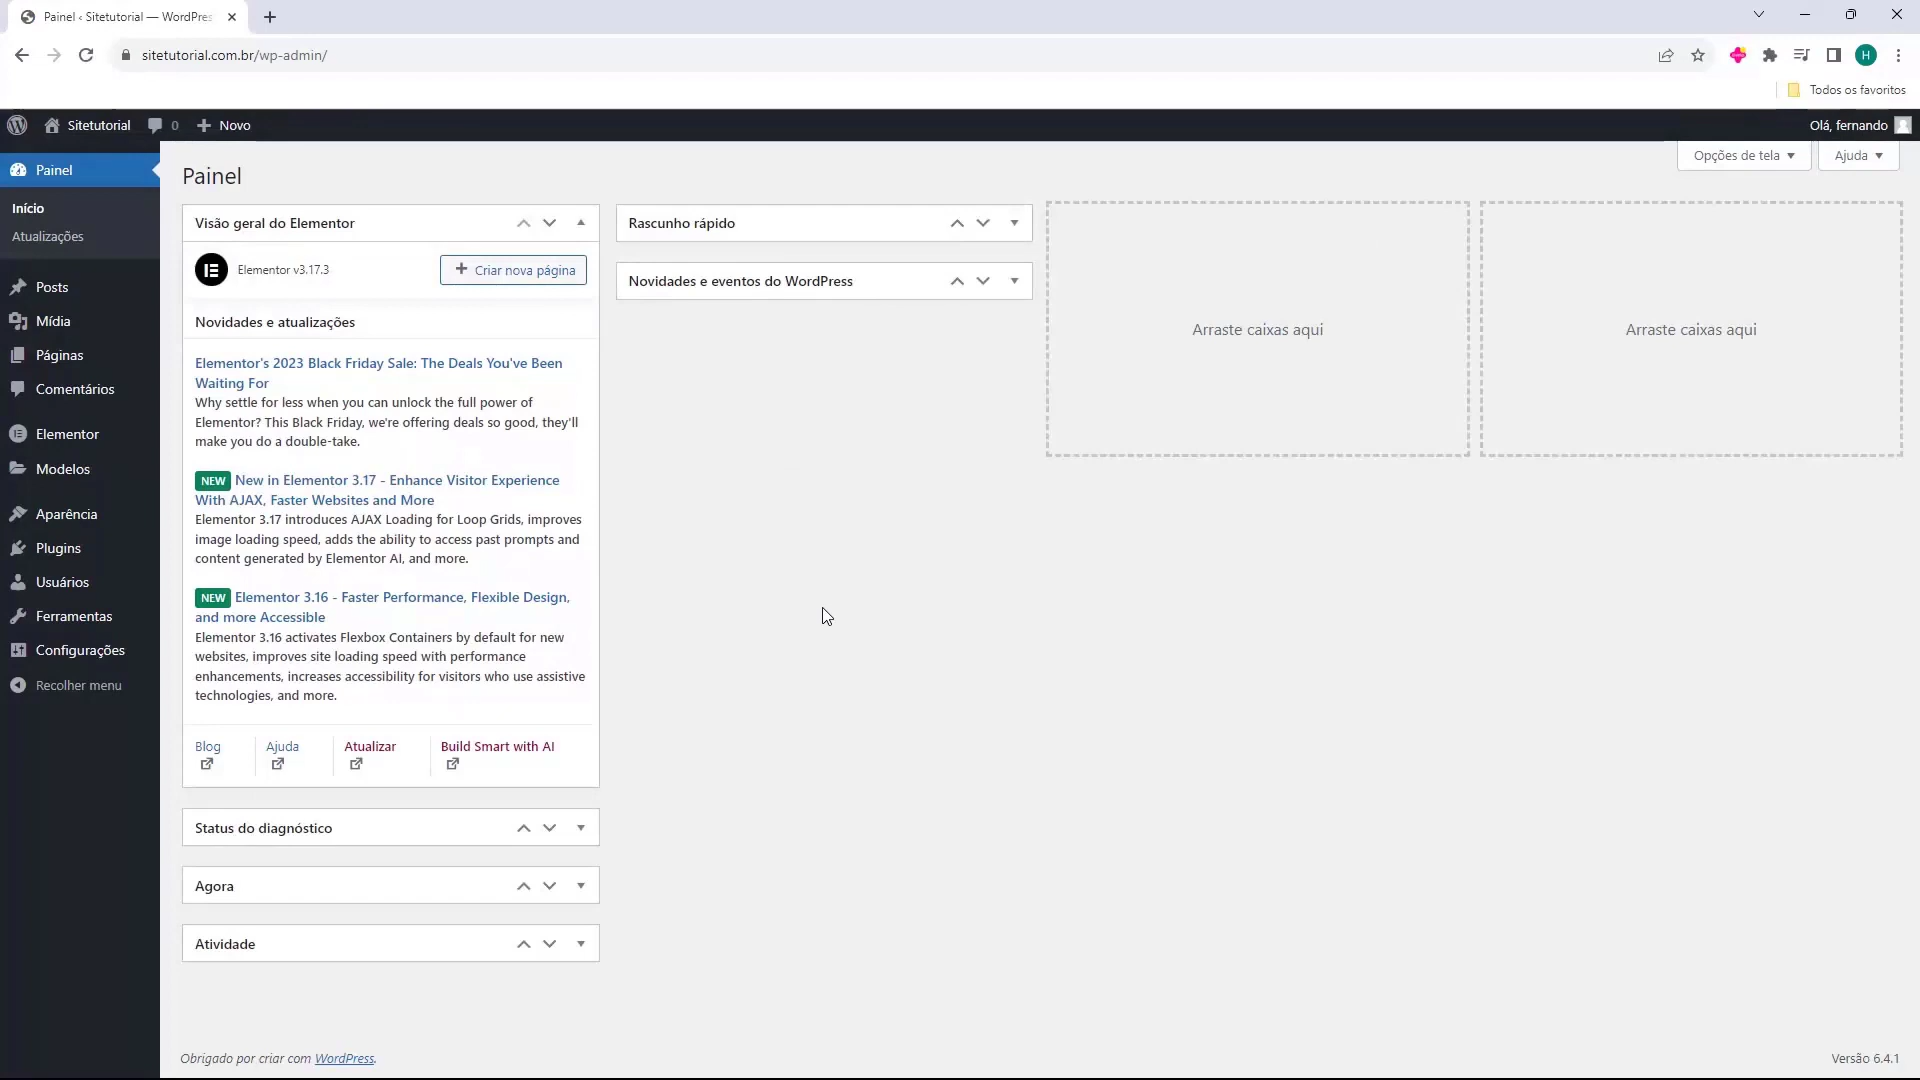 Painel ‹ Sitetutorial — WordPres
sitetutorial.com.br/wp-admin/
H
Todos os favoritos
Sitetutorial
0
Novo
Olá, fernando
Painel
Início
Atualizações
Posts
Mídia
Páginas
Comentários
Elementor
Modelos
Aparência
Plugins
Usuários
Ferramentas
Configurações
Recolher menu
Painel
Opções de tela
Ajuda
Visão geral do Elementor
Elementor v3.17.3
Criar nova página
Novidades e atualizações
Elementor's 2023 Black Friday Sale: The Deals You've Been
Waiting For
Why settle for less when you can unlock the full power of
Elementor? This Black Friday, we're offering deals so good, they'll
make you do a double-take.
NEW New in Elementor 3.17 - Enhance Visitor Experience
With AJAX, Faster Websites and More
Elementor 3.17 introduces AJAX Loading for Loop Grids, improves
image loading speed, adds the ability to access past prompts and
content generated by Elementor AI, and more.
NEW Elementor 3.16 - Faster Performance, Flexible Design,
and more Accessible
Elementor 3.16 activates Flexbox Containers by default for new
websites, improves site loading speed with performance
enhancements, increases accessibility for visitors who use assistive
technologies, and more.
Blog
Ajuda
Atualizar
Build Smart with AI
Status do diagnóstico
Agora
Atividade
Rascunho rápido
Novidades e eventos do WordPress
Arraste caixas aqui
Arraste caixas aqui
Obrigado por criar com WordPress.
Versão 6.4.1